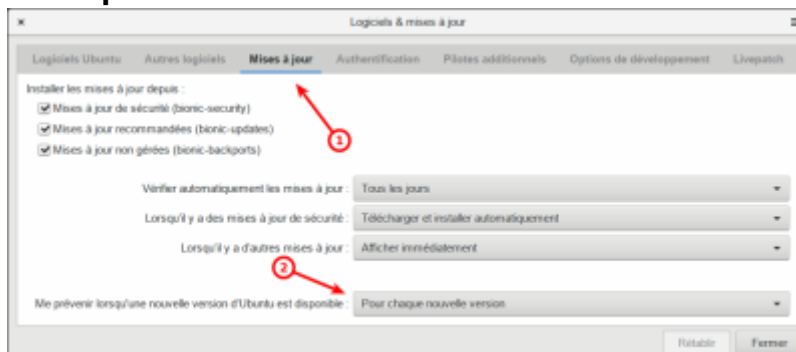 Logiciels & mises à jour
Logiciels Ubuntu Autres logiciels Mises à jour Authentification Pilotes additionnels Options de développement Livepatch
Installer les mises à jour depuis :
Mises à jour de sécurité (bionic-security)
Mises à jour recommandées (bionic-updates)
Mises à jour non gérées (bionic-backports)
1
Vérifier automatiquement les mises à jour : Tous les jours
Lorsqu'il y a des mises à jour de sécurité : Télécharger et installer automatiquement
Lorsqu'il y a d'autres mises à jour : Afficher immédiatement
2
Me prévenir lorsqu'une nouvelle version d'Ubuntu est disponible : Pour chaque nouvelle version
Rétablir Fermer